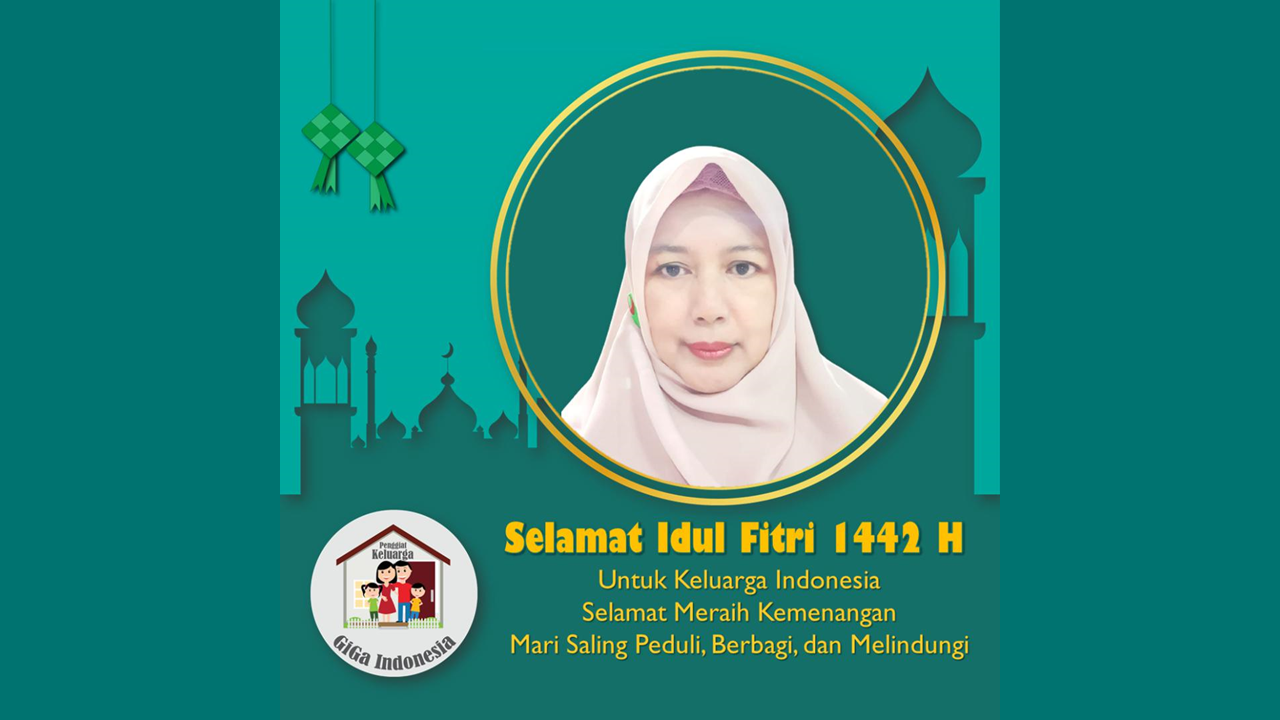 Selamat Idul Fitri 1442 H
Untuk Keluarga Indonesia
Selamat Meraih Kemenangan
Mari Saling Peduli, Berbagi, dan Melindungi
Penggiat
Keluarga
GiGa Indonesia